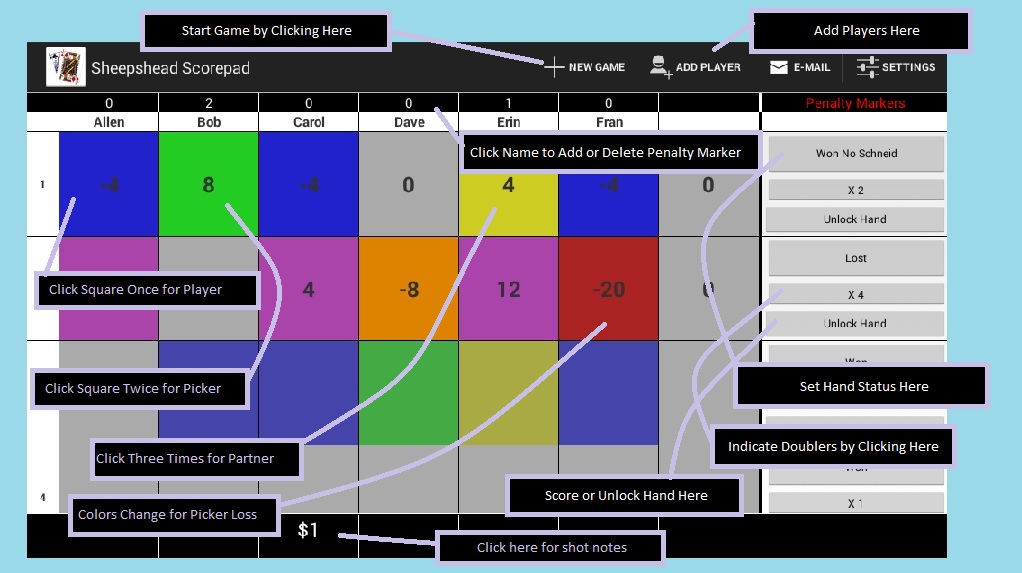 Start Game by Clicking Here
Add Players Here
Sheepshead Scorepad
NEW GAME
ADD PLAYER
E-MAIL
SETTINGS
0 2 0 0 1 0 Penalty Markers
Allen Bob Carol Dave Erin Fran
Click Name to Add or Delete Penalty Marker
Won No Schneid
1 -4 8 -4 0 4 -4 0
X 2
Unlock Hand
Lost
Click Square Once for Player
4 -8 12 -20 0
X 4
Unlock Hand
Won
Click Square Twice for Picker
Set Hand Status Here
Click Three Times for Partner
Indicate Doublers by Clicking Here
Won
4
Score or Unlock Hand Here
X 1
Colors Change for Picker Loss
$1
Click here for shot notes